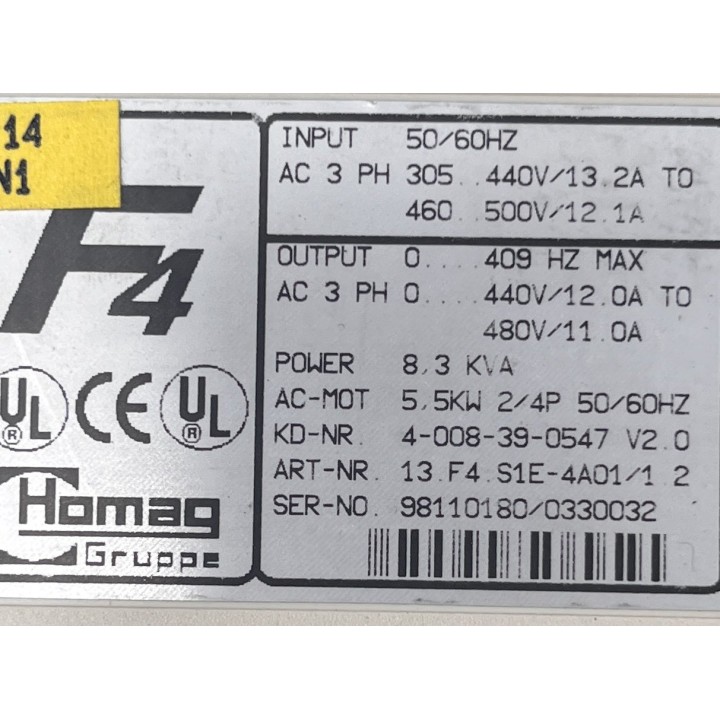 14
N1
F4
UL
®
CE
UL
®
Homag
Gruppe
INPUT 50/60HZ
AC 3 PH 305..440V/13.2A TO
460..500V/12.1A
OUTPUT 0....409 HZ MAX
AC 3 PH 0....440V/12.0A TO
480V/11.0A
POWER 8,3 KVA
AC-MOT 5,5KW 2/4P 50/60HZ
KD-NR. 4-008-39-0547 V2.0
ART-NR. 13.F4.S1E-4A01/1.2
SER-NO. 98110180/0330032